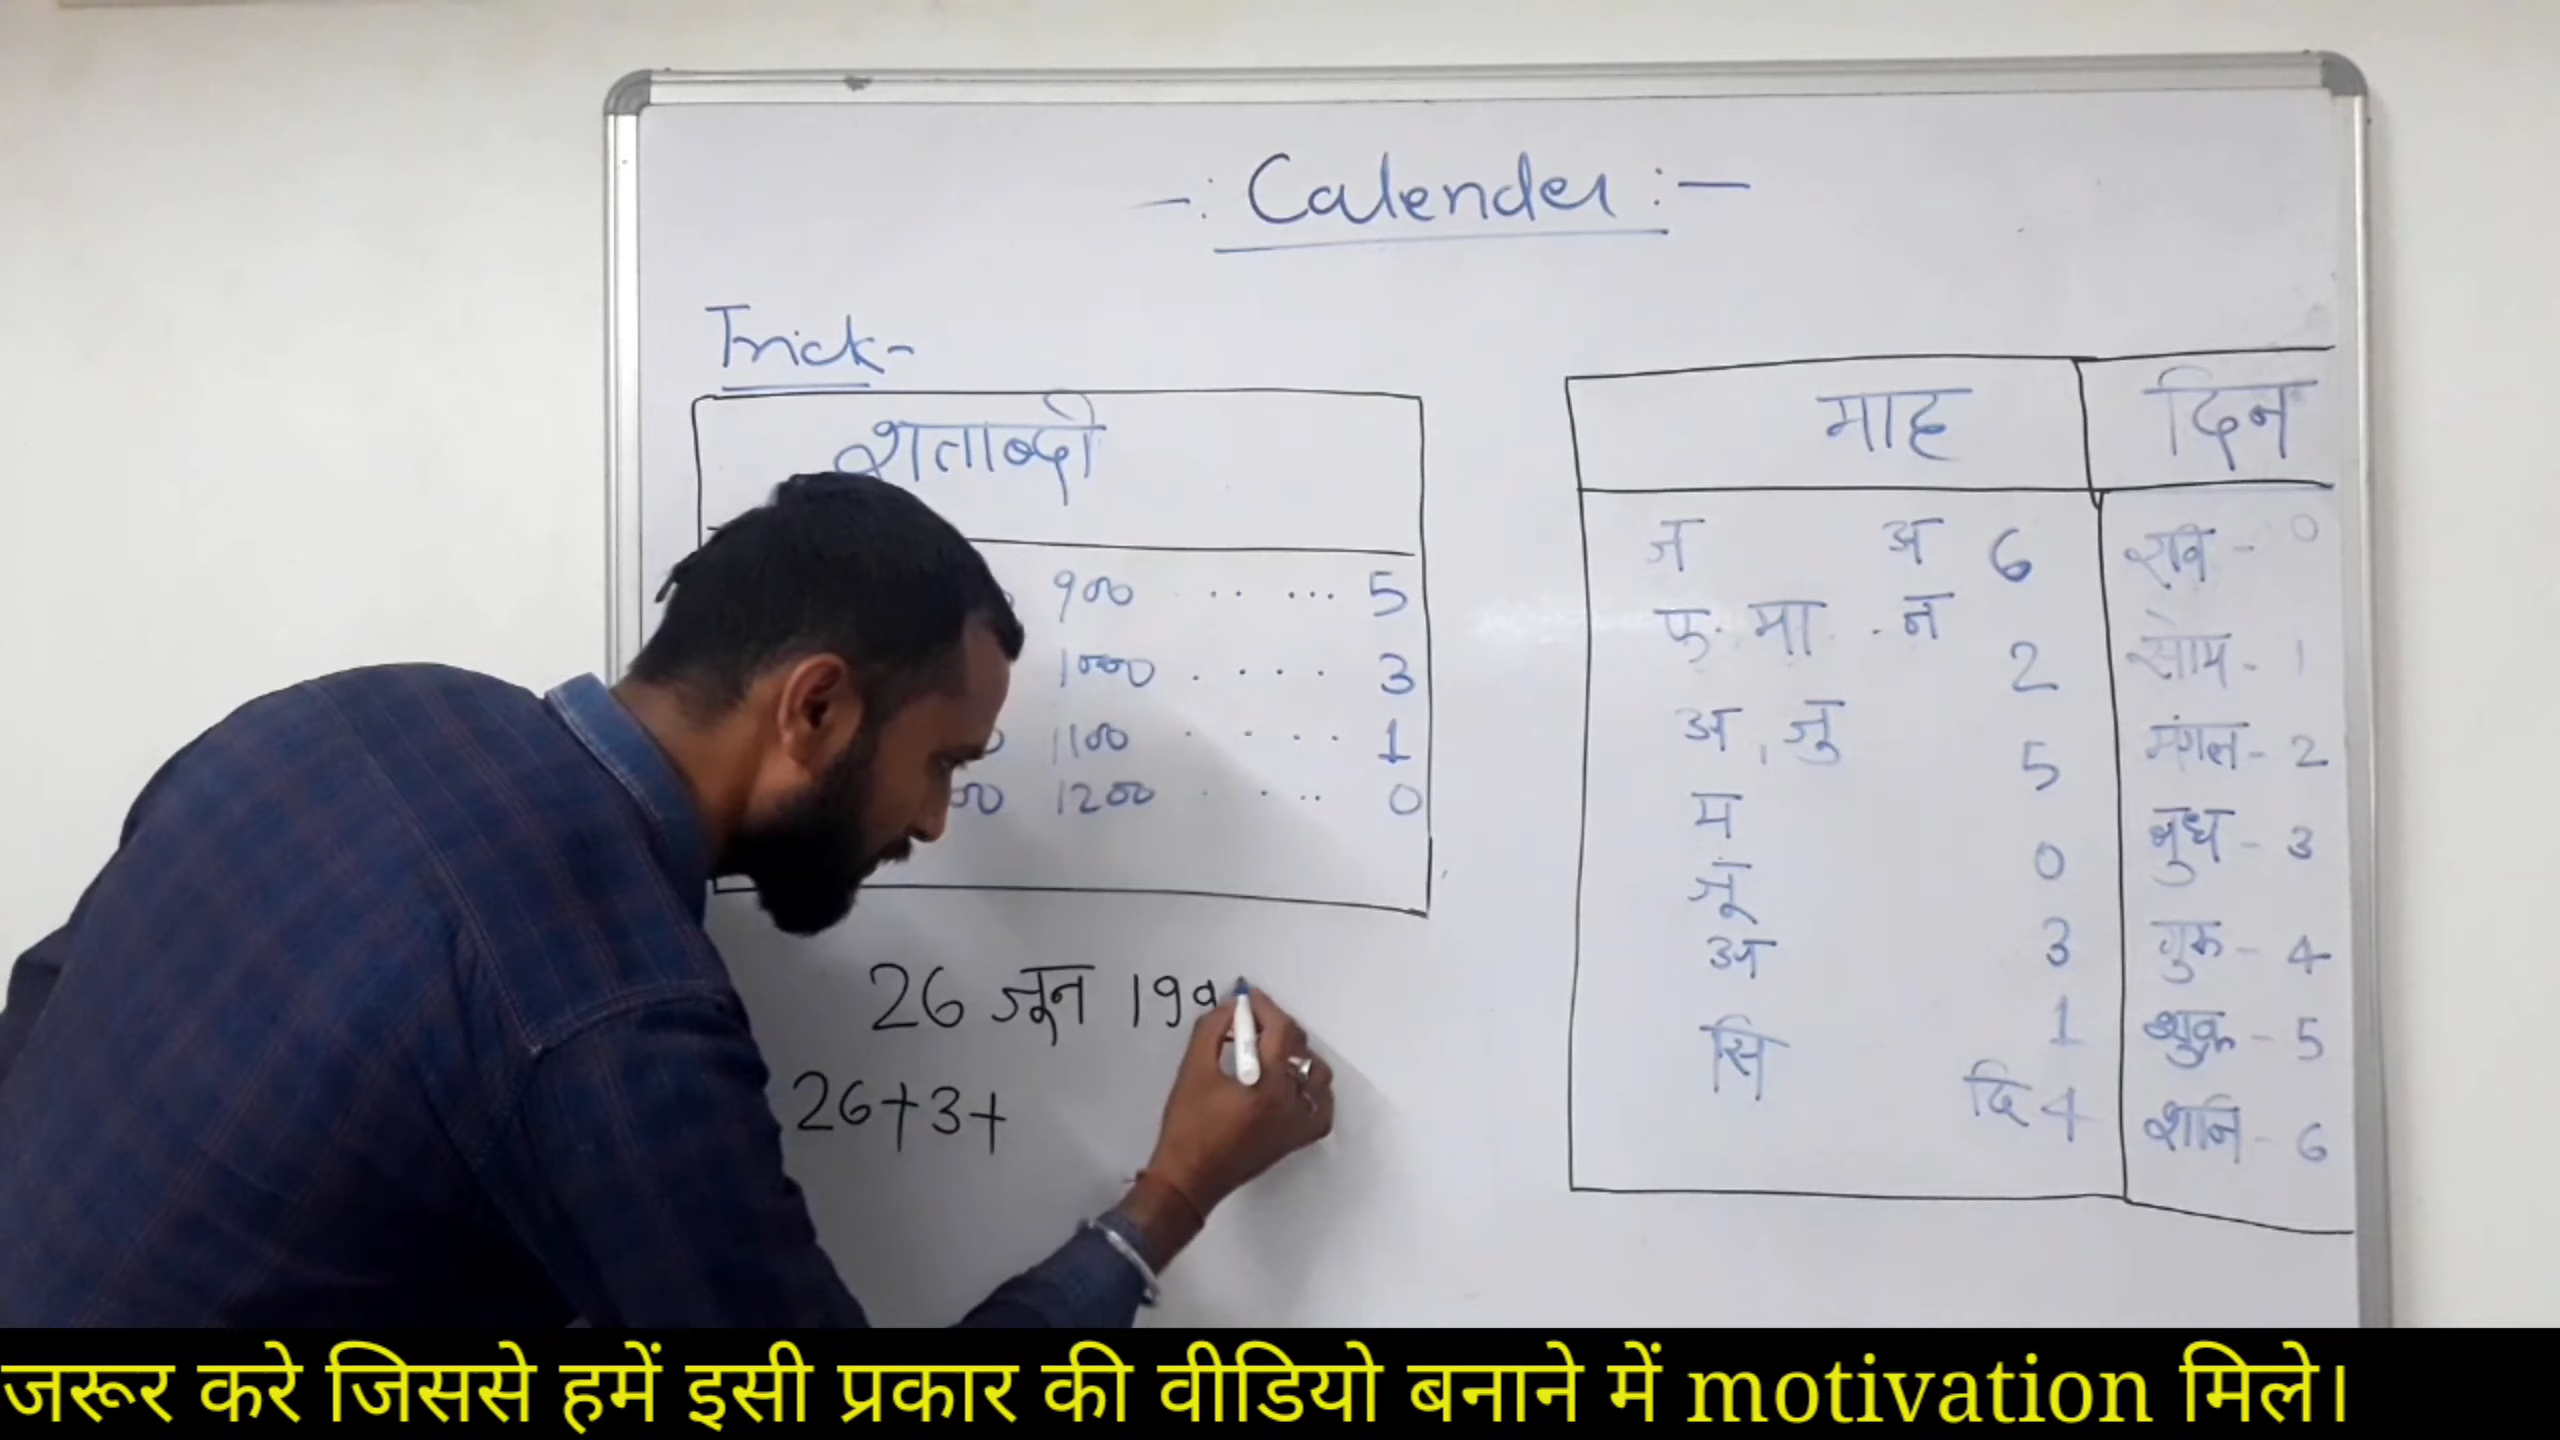 -: Calender :-
Trick-
शताब्दी
900 .. ... 5
1000 . . . . 3
1100 . . . . . 1
1200 . . .. 0
माह दिन
ज अ 6
फ. मा . न 2
अ, जु 5
म 0
जू 3
अ 1
सि दि 4
रवि - 0
सोम - 1
मंगल - 2
बुध - 3
गुरू - 4
शुक्र - 5
शनि - 6
26 जून 199
26+3+
जरूर करे जिससे हमें इसी प्रकार की वीडियो बनाने में motivation मिले।